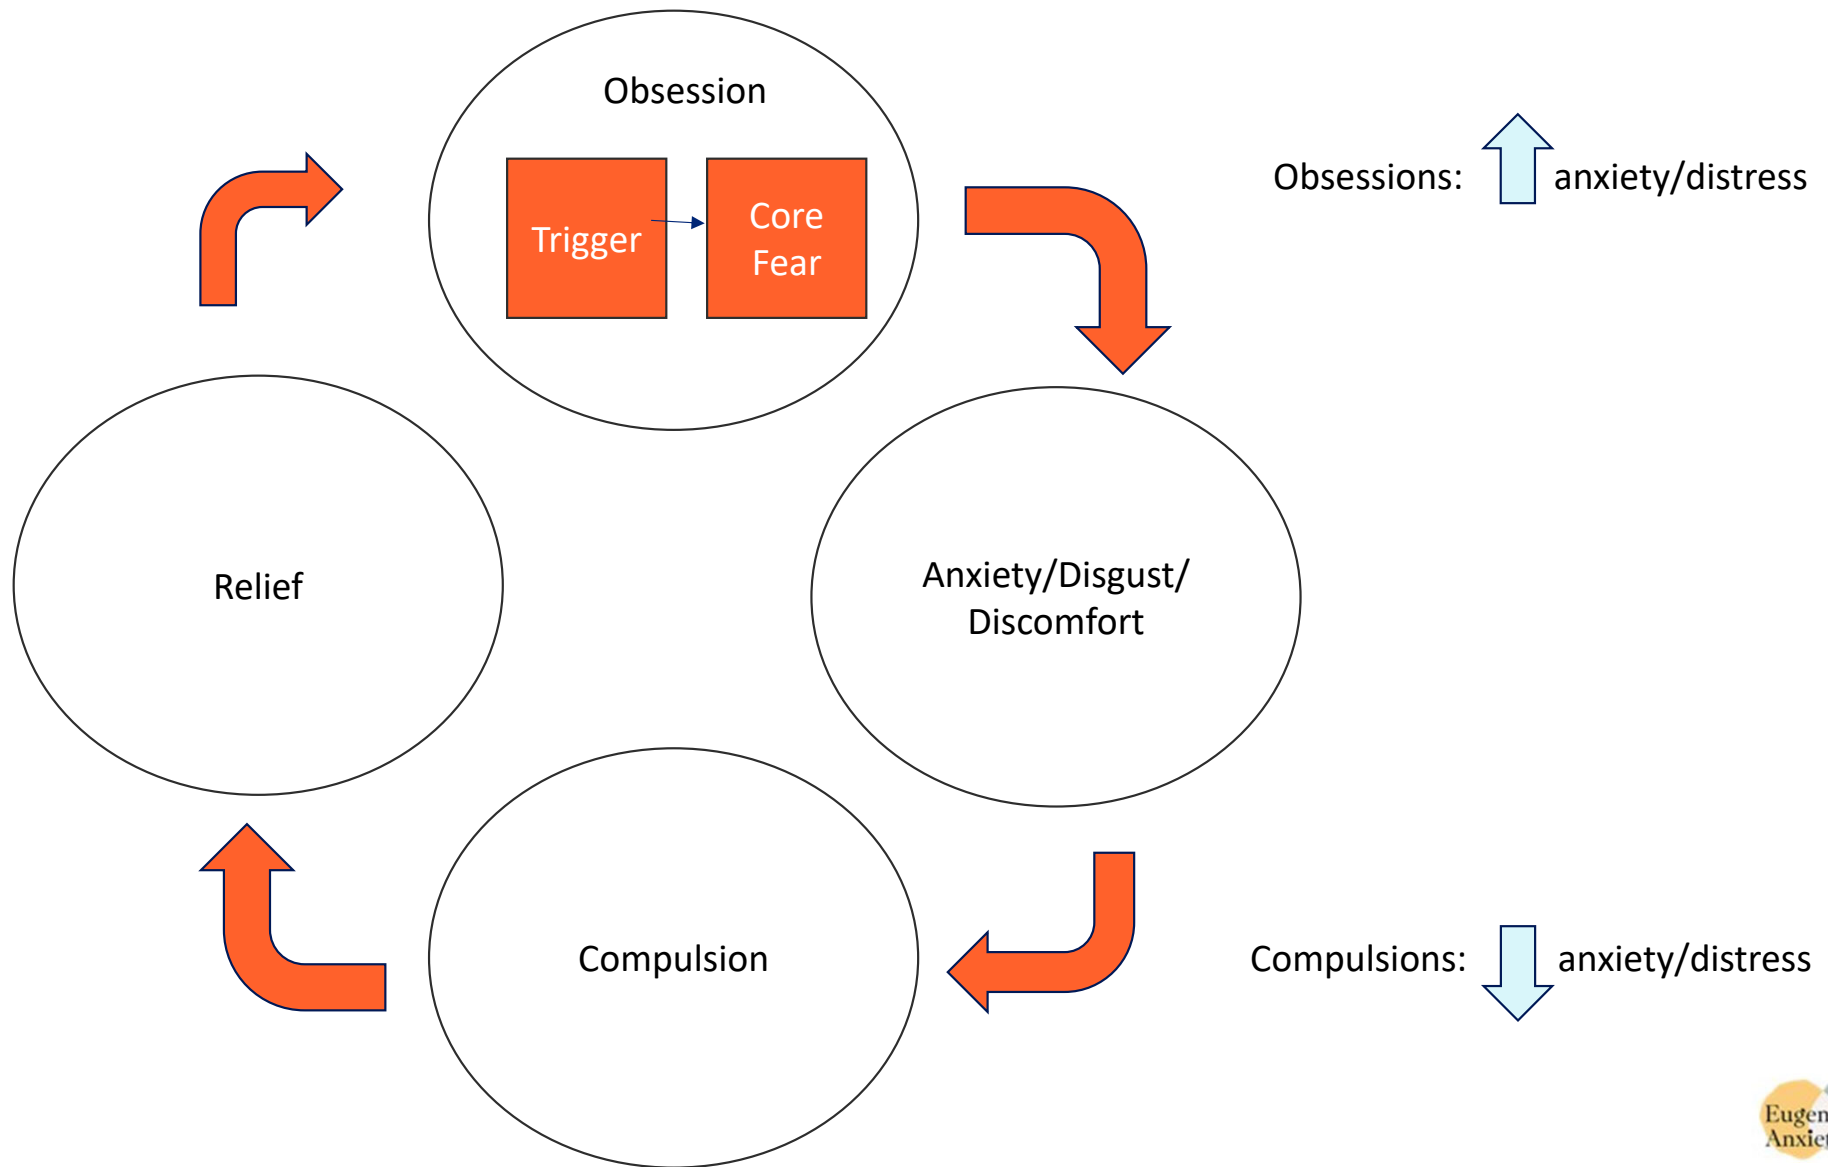 Obsession
Trigger
Core
Fear
Obsessions: anxiety/distress
Relief
Anxiety/Disgust/
Discomfort
Compulsion
Compulsions: anxiety/distress